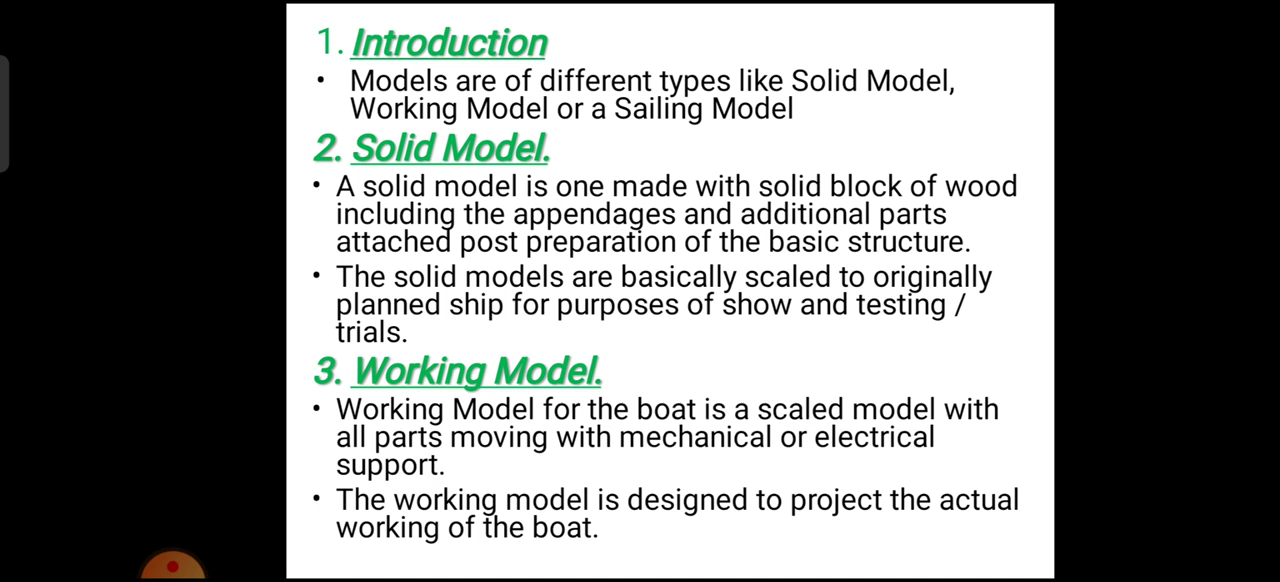 1. Introduction
• Models are of different types like Solid Model,
Working Model or a Sailing Model
2. Solid Model.
• A solid model is one made with solid block of wood
including the appendages and additional parts
attached post preparation of the basic structure.
• The solid models are basically scaled to originally
planned ship for purposes of show and testing /
trials.
3. Working Model.
• Working Model for the boat is a scaled model with
all parts moving with mechanical or electrical
support.
• The working model is designed to project the actual
working of the boat.